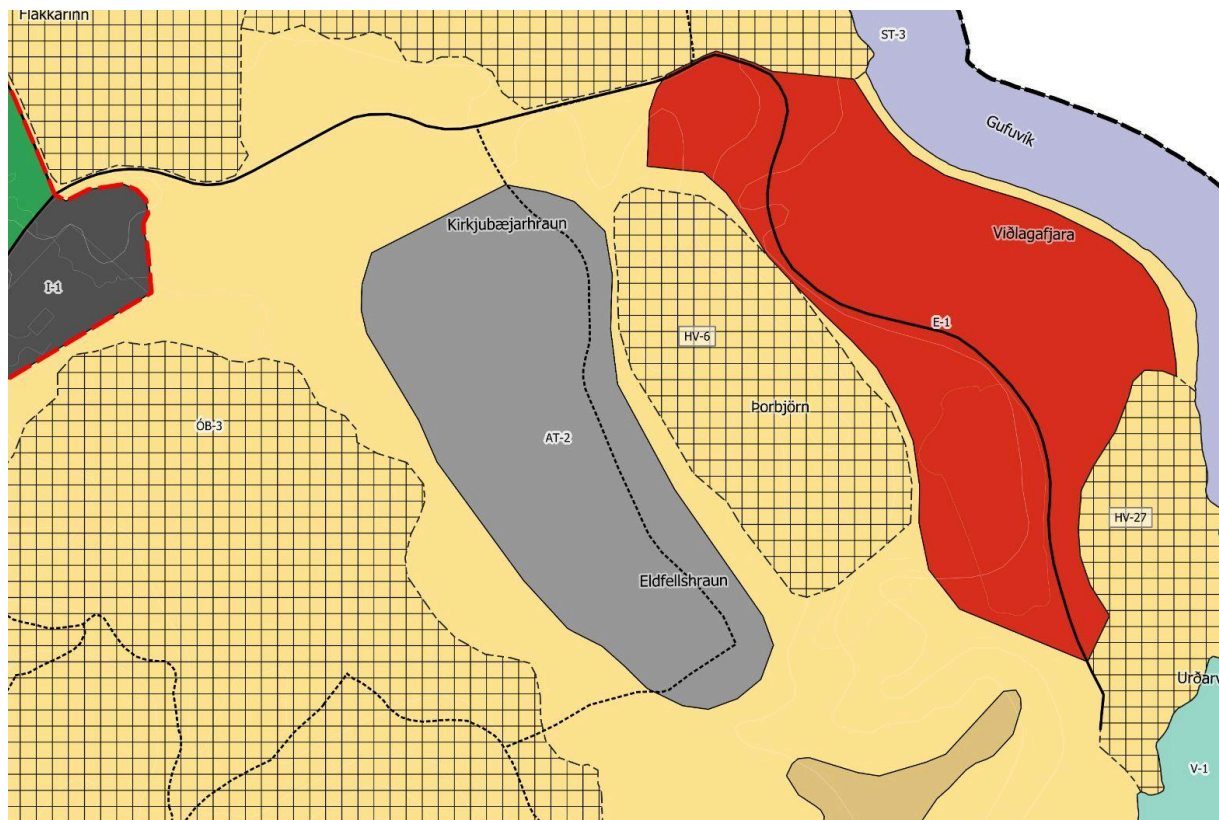 Flakkarinn
ST-3
Gufuvík
Kirkjubæjarhraun
Viðlagafjara
Í-1
E-1
HV-6
Þorbjörn
ÓB-3
AT-2
HV-27
Eldfellshraun
Urðarv
V-1